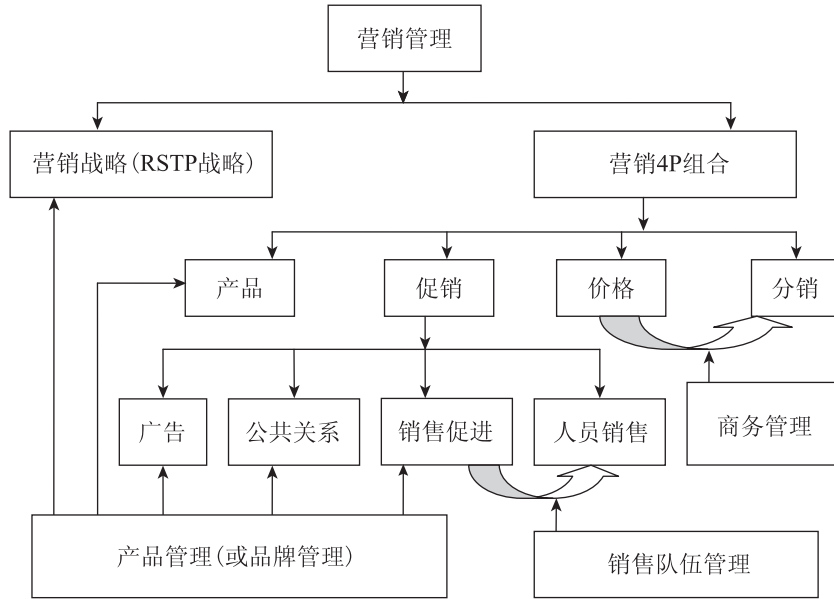 营销管理
营销战略(RSTP战略)
营销4P组合
产品
促销
价格
分销
广告
公共关系
销售促进
人员销售
商务管理
产品管理(或品牌管理)
销售队伍管理